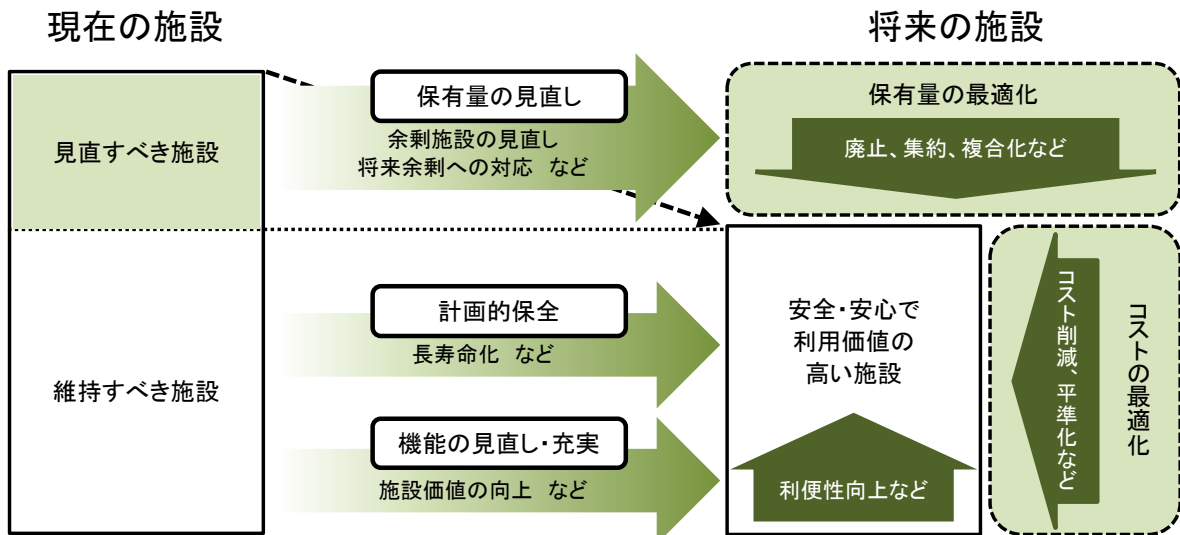 現在の施設
将来の施設
見直すべき施設
維持すべき施設
保有量の見直し
余剰施設の見直し
将来余剰への対応 など
計画的保全
長寿命化 など
機能の見直し・充実
施設価値の向上 など
保有量の最適化
廃止、集約、複合化など
安全・安心で
利用価値の
高い施設
利便性向上など
コストの最適化
コスト削減、平準化など